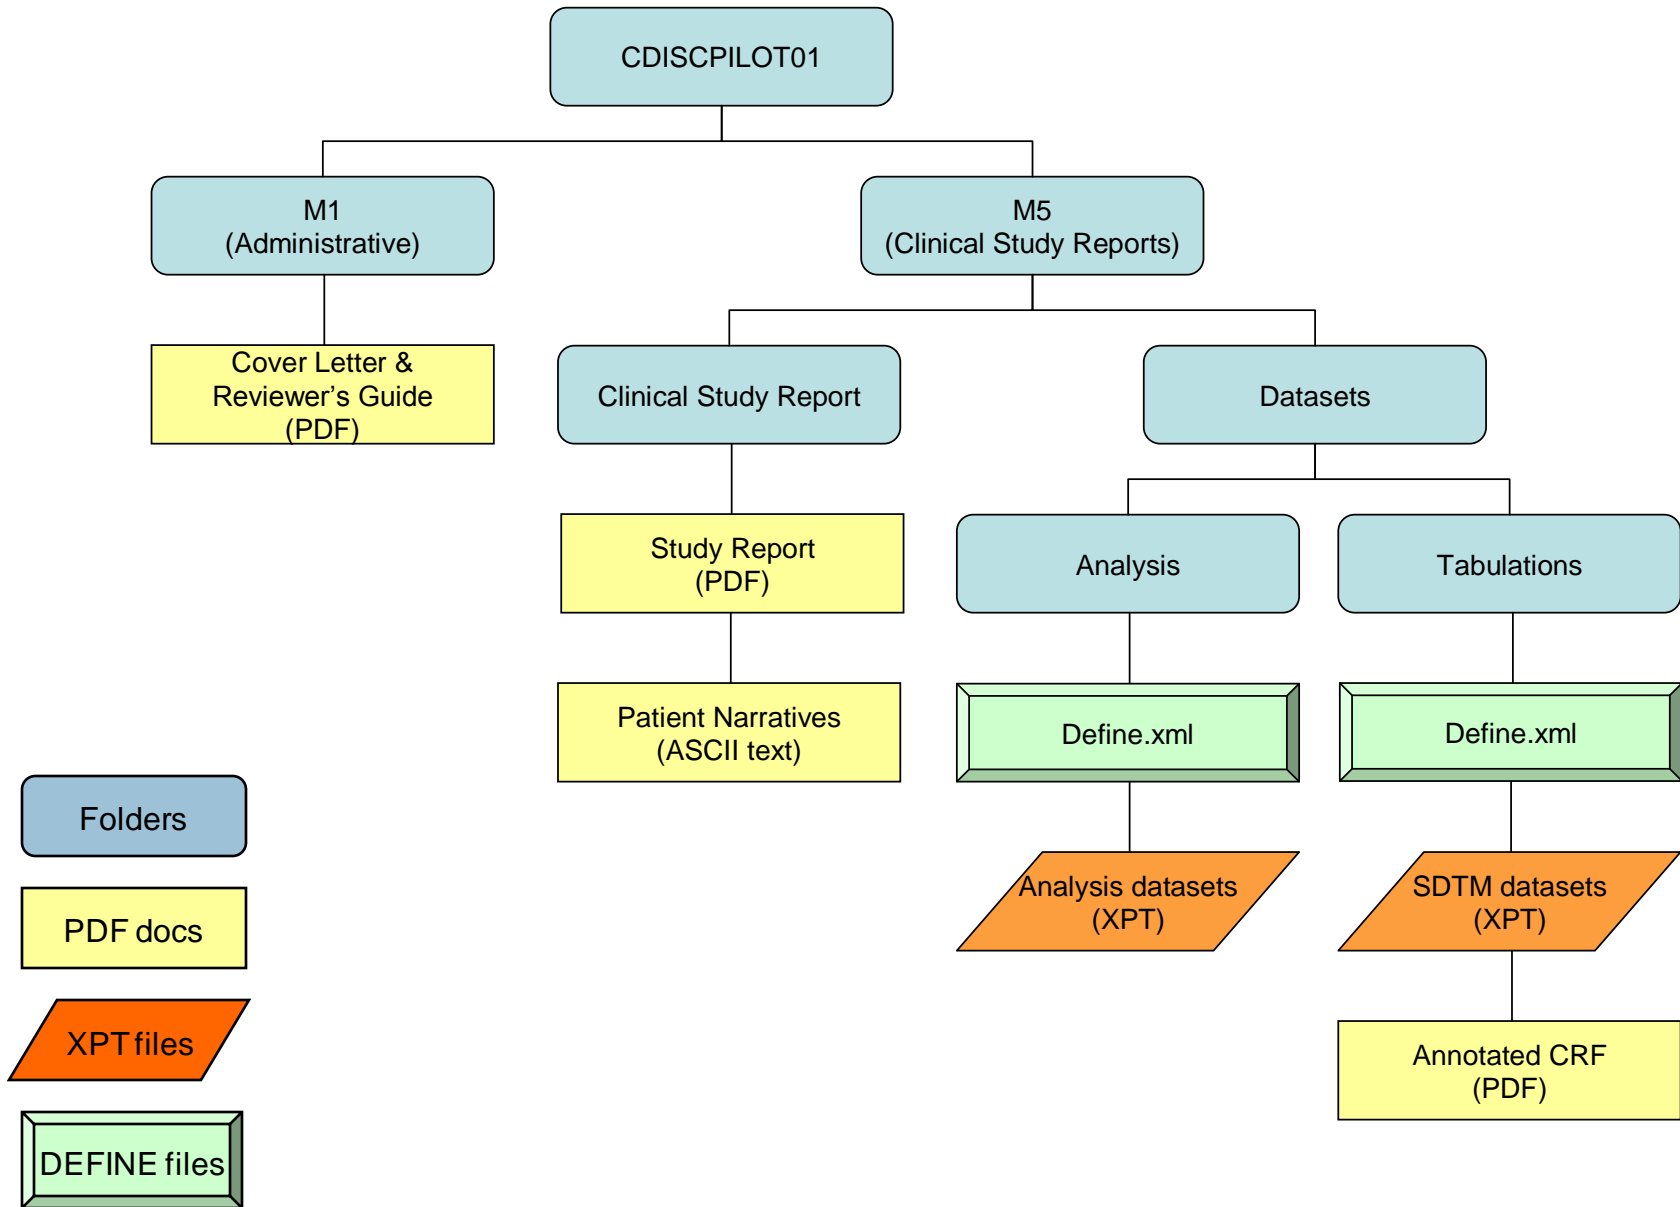 CDISCPILOT01
M1
(Administrative)
M5
(Clinical Study Reports)
Cover Letter &
Reviewer’s Guide
(PDF)
Clinical Study Report
Datasets
Study Report
(PDF)
Analysis
Tabulations
Patient Narratives
(ASCII text)
Define.xml
Define.xml
Analysis datasets
(XPT)
SDTM datasets
(XPT)
Annotated CRF
(PDF)
Folders
PDF docs
XPT files
DEFINE files